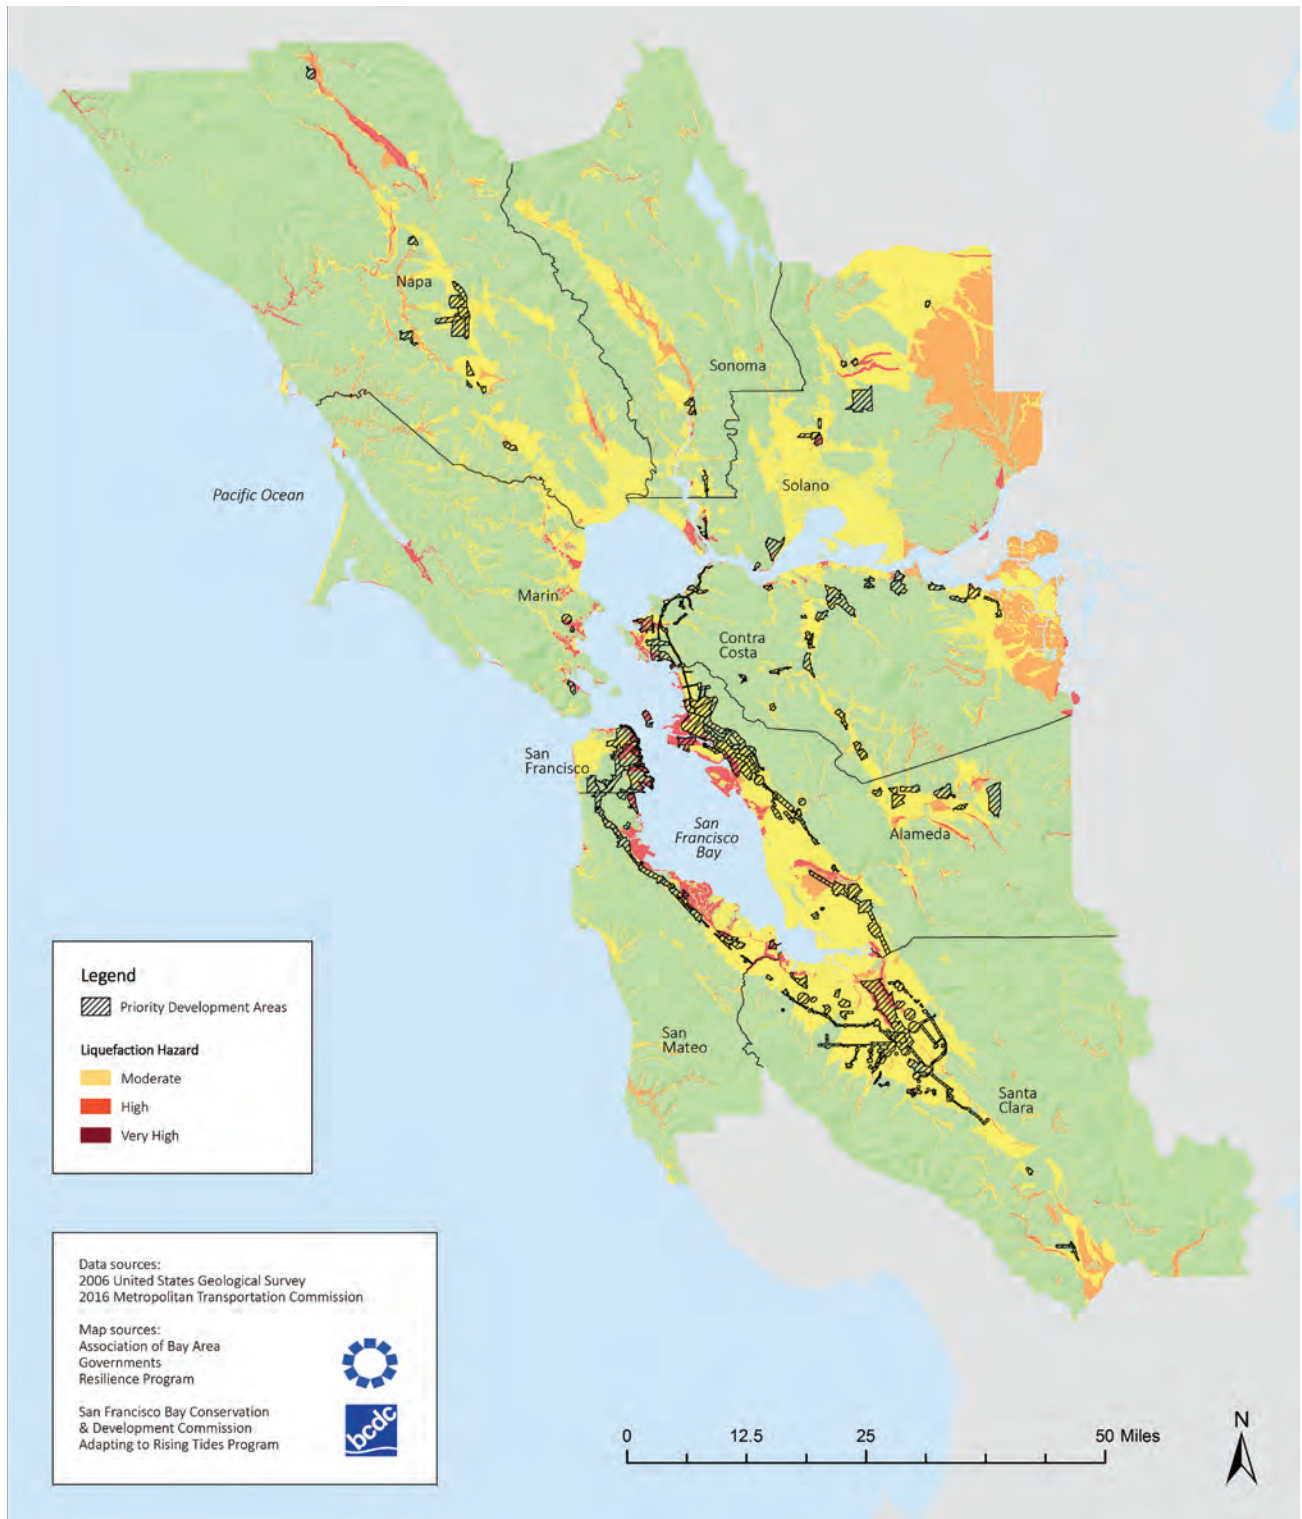 Napa
Sonoma
Pacific Ocean
Solano
Marin
Contra
Costa
San
Francisco
San
Francisco
Bay
Alameda
San
Mateo
Santa
Clara
Legend
Priority Development Areas
Liquefaction Hazard
Moderate
High
Very High
Data sources:
2006 United States Geological Survey
2016 Metropolitan Transportation Commission
Map sources:
Association of Bay Area
Governments
Resilience Program
San Francisco Bay Conservation
& Development Commission
Adapting to Rising Tides Program
bcdc
0 12.5 25 50 Miles
N